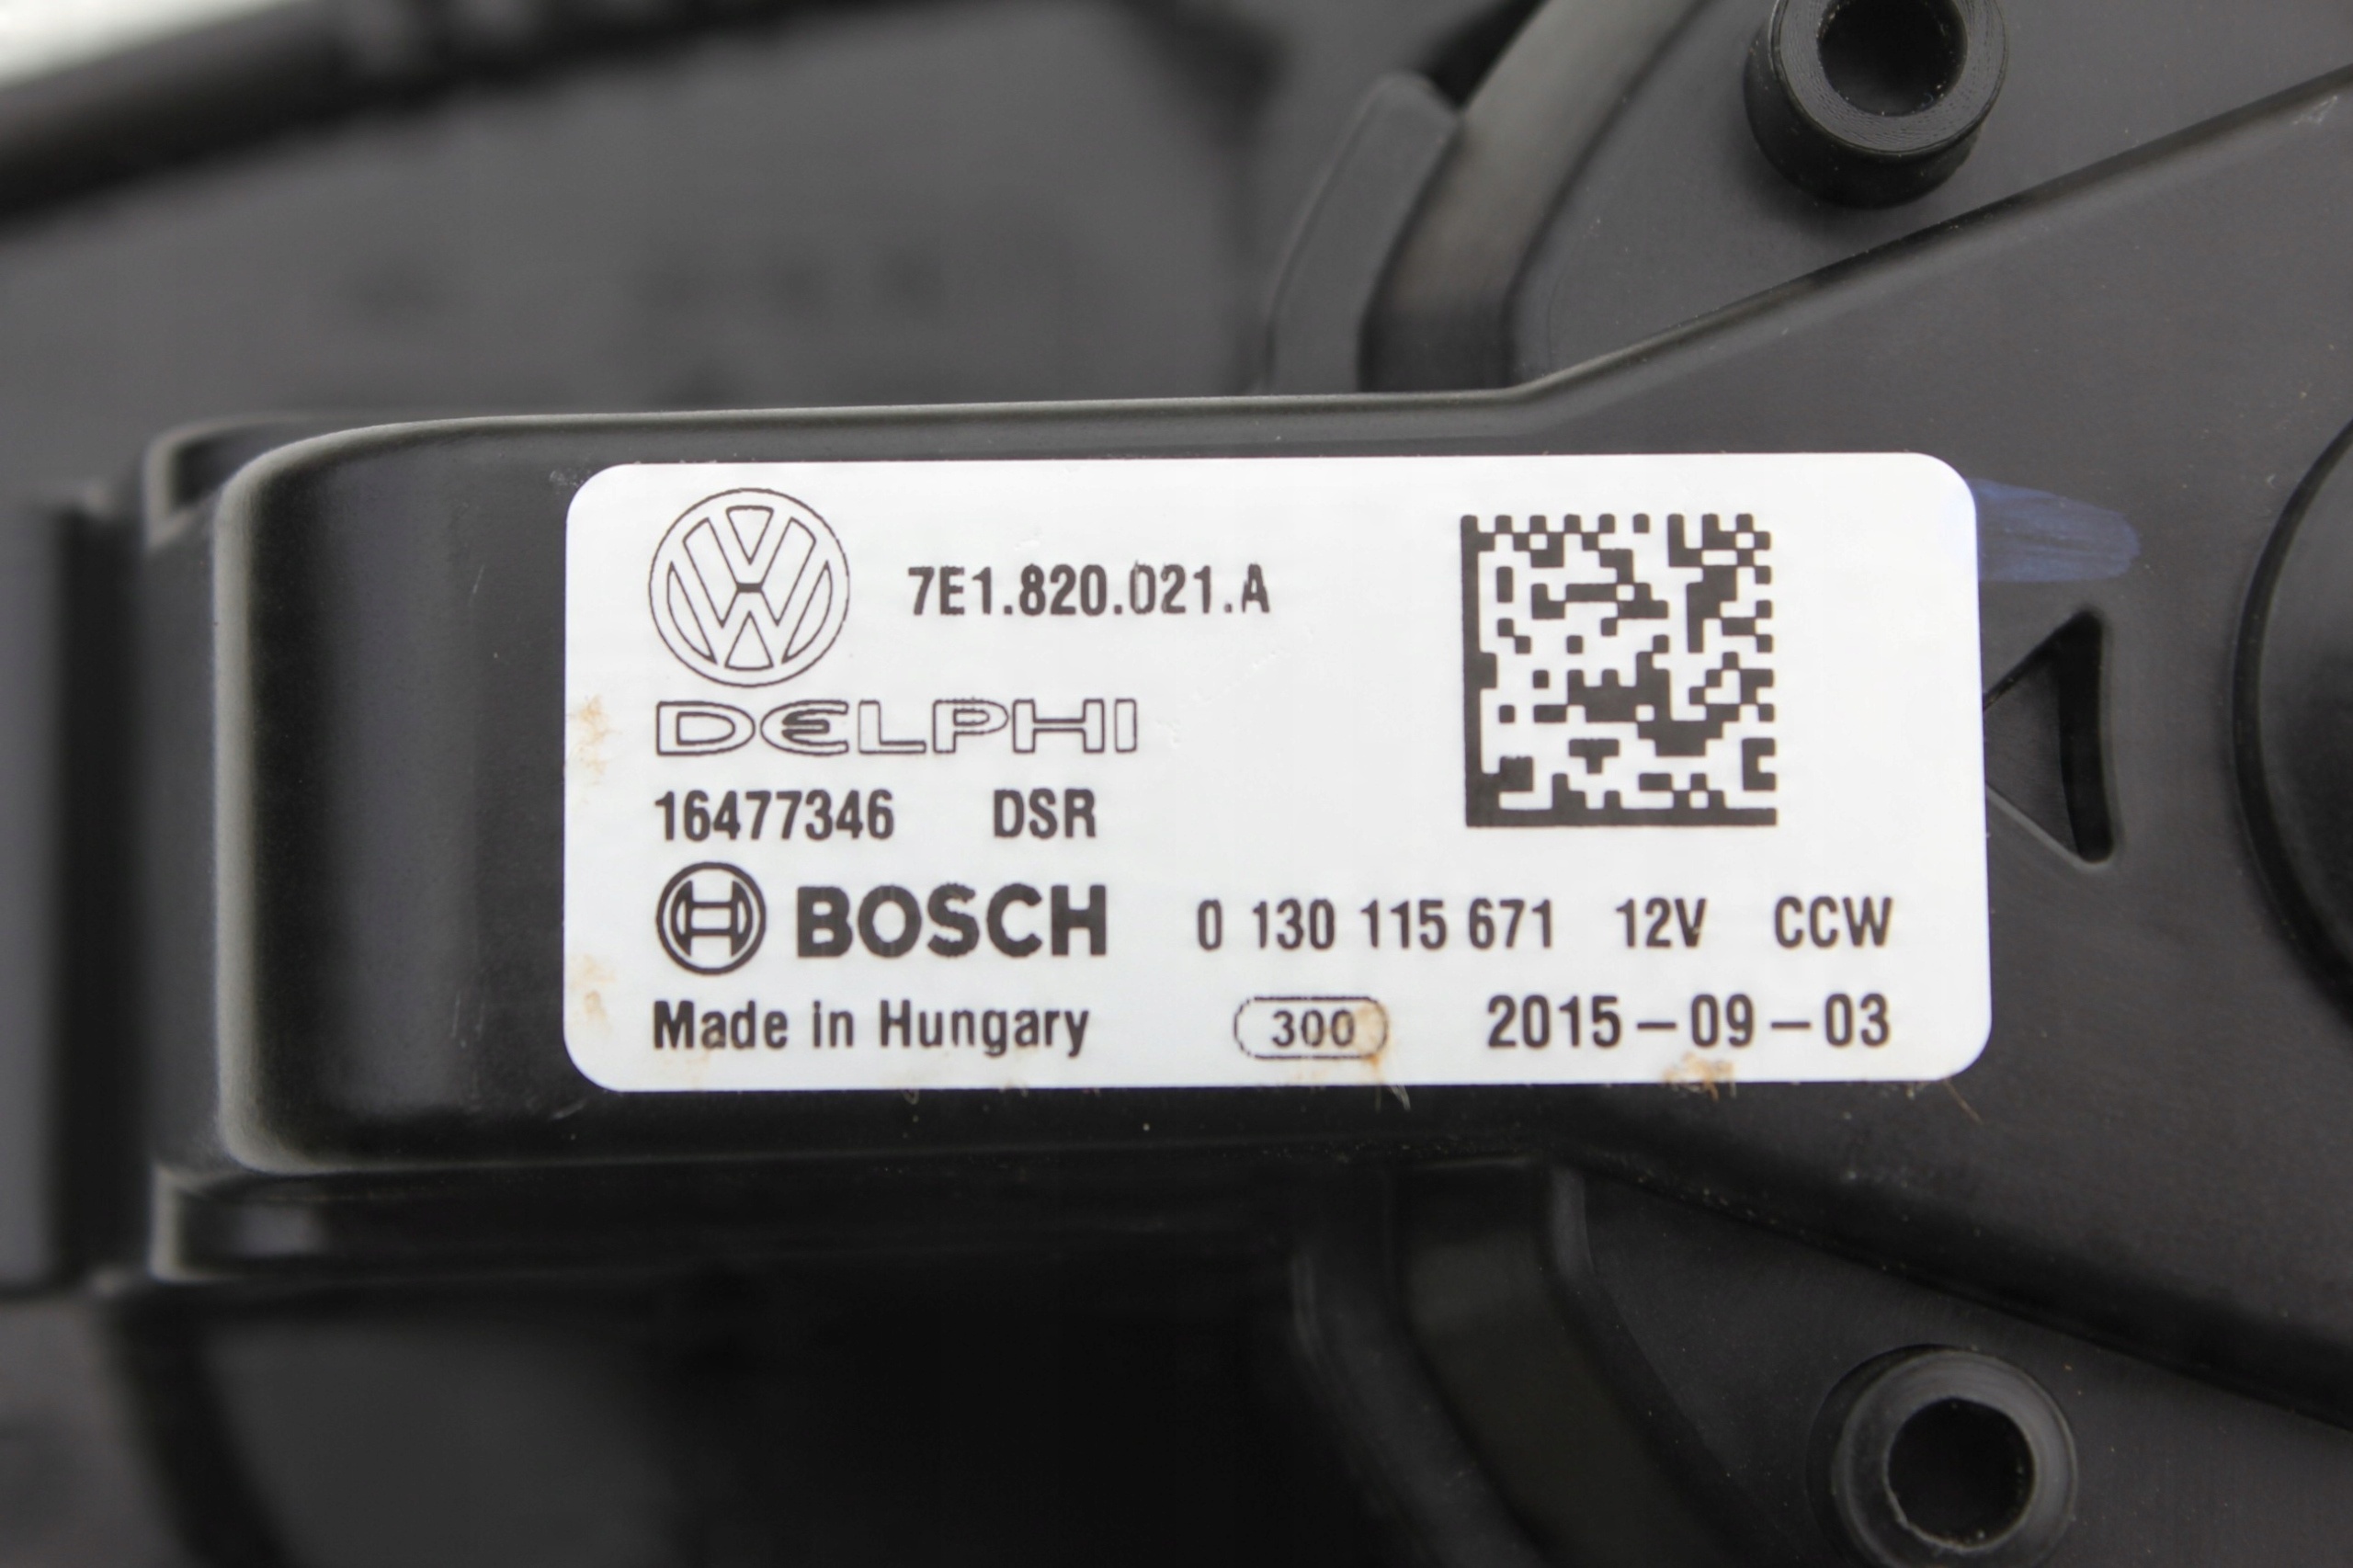 7E1.820.021.A
DELPHI
16477346 DSR
BOSCH 0 130 115 671 12V CCW
Made in Hungary 300 2015-09-03